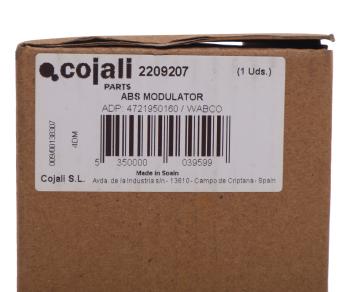 cojali 2209207 (1 Uds.)
PARTS
ABS MODULATOR
ADP: 4721950160 / WABCO
4DM
5 350000 039599
Made in Spain
Cojali S.L. Avda. de la Industria s/n - 13610 - Campo de Criptana - Spain